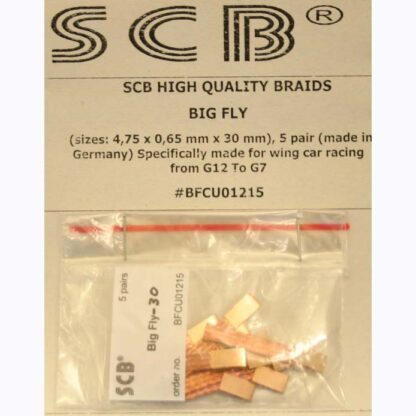 SCB®
SCB HIGH QUALITY BRAIDS
BIG FLY
(sizes: 4,75 x 0,65 mm x 30 mm), 5 pair (made in
Germany) Specifically made for wing car racing
from G12 To G7
#BFCU01215
5 pairs
Big Fly-30
BFCU01215
SCB®
order no.